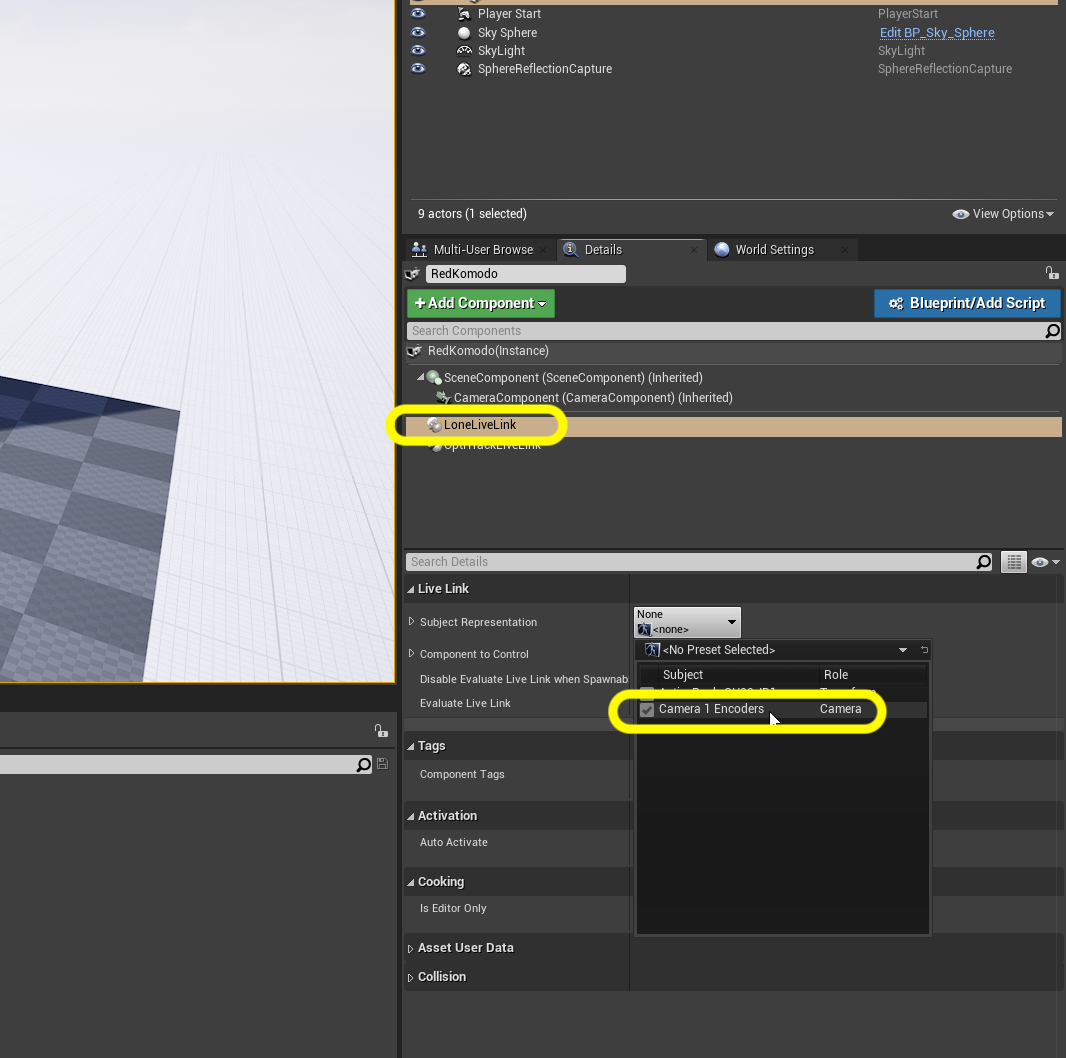 Player Start PlayerStart
Sky Sphere Edit BP_Sky_Sphere
SkyLight SkyLight
SphereReflectionCapture SphereReflectionCapture
9 actors (1 selected) View Options
Multi-User Browse Details World Settings
RedKomodo
+Add Component Blueprint/Add Script
Search Components
RedKomodo(Instance)
SceneComponent (SceneComponent) (Inherited)
CameraComponent (CameraComponent) (Inherited)
LoneLiveLink
OptiTrackLiveLink
Search Details
Live Link
Subject Representation None
<none>
<No Preset Selected>
Component to Control
Subject Role
Disable Evaluate Live Link when Spawnab
Transform
Evaluate Live Link Camera 1 Encoders Camera
Tags
Component Tags
Activation
Auto Activate
Cooking
Is Editor Only
Asset User Data
Collision